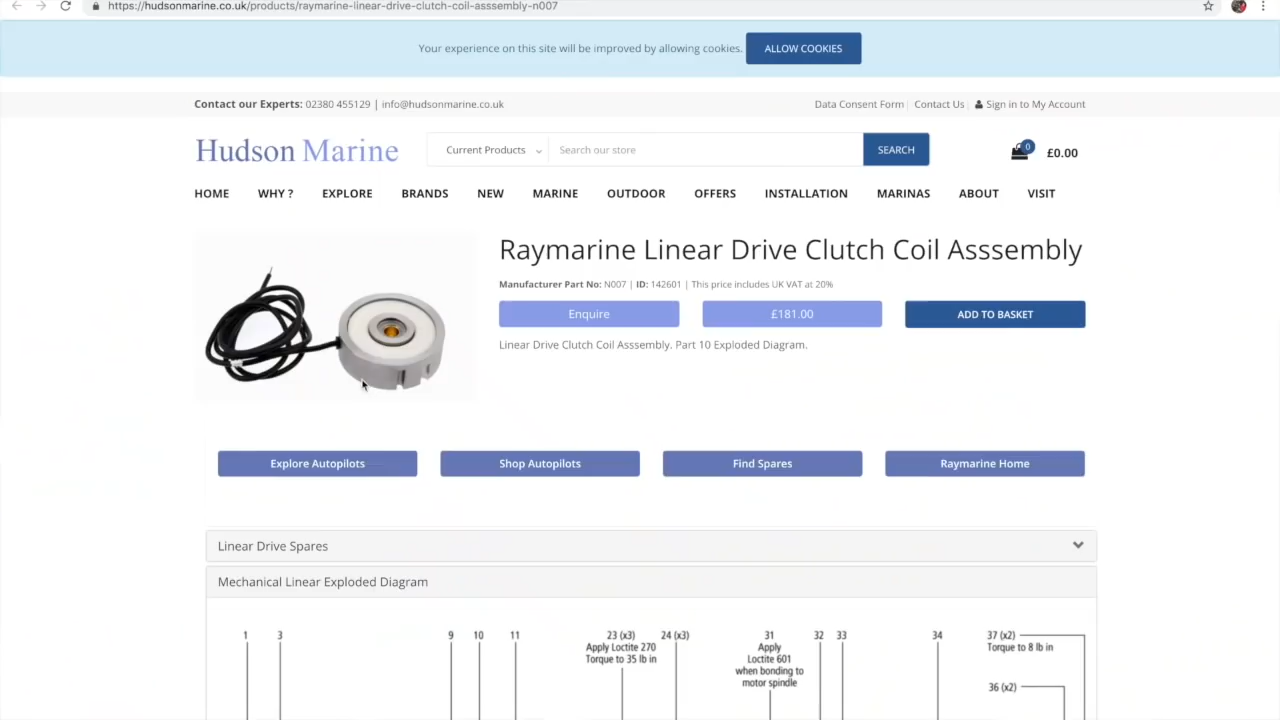 https://hudsonmarine.co.uk/products/raymarine-linear-drive-clutch-coil-asssembly-n007
Your experience on this site will be improved by allowing cookies. ALLOW COOKIES
Contact our Experts: 02380 455129 | info@hudsonmarine.co.uk Data Consent Form | Contact Us | Sign in to My Account
Hudson Marine Current Products Search our store SEARCH 0 £0.00
HOME WHY ? EXPLORE BRANDS NEW MARINE OUTDOOR OFFERS INSTALLATION MARINAS ABOUT VISIT
Raymarine Linear Drive Clutch Coil Asssembly
Manufacturer Part No: N007 | ID: 142601 | This price includes UK VAT at 20%
Enquire £181.00 ADD TO BASKET
Linear Drive Clutch Coil Asssembly. Part 10 Exploded Diagram.
Explore Autopilots Shop Autopilots Find Spares Raymarine Home
Linear Drive Spares
Mechanical Linear Exploded Diagram
1 3 9 10 11 23 (x3) 24 (x3) 31 32 33 34 37 (x2)
Apply Loctite 270 Apply Torque to 8 lb in
Torque to 35 lb in Loctite 601
when bonding to
motor spindle 36 (x2)